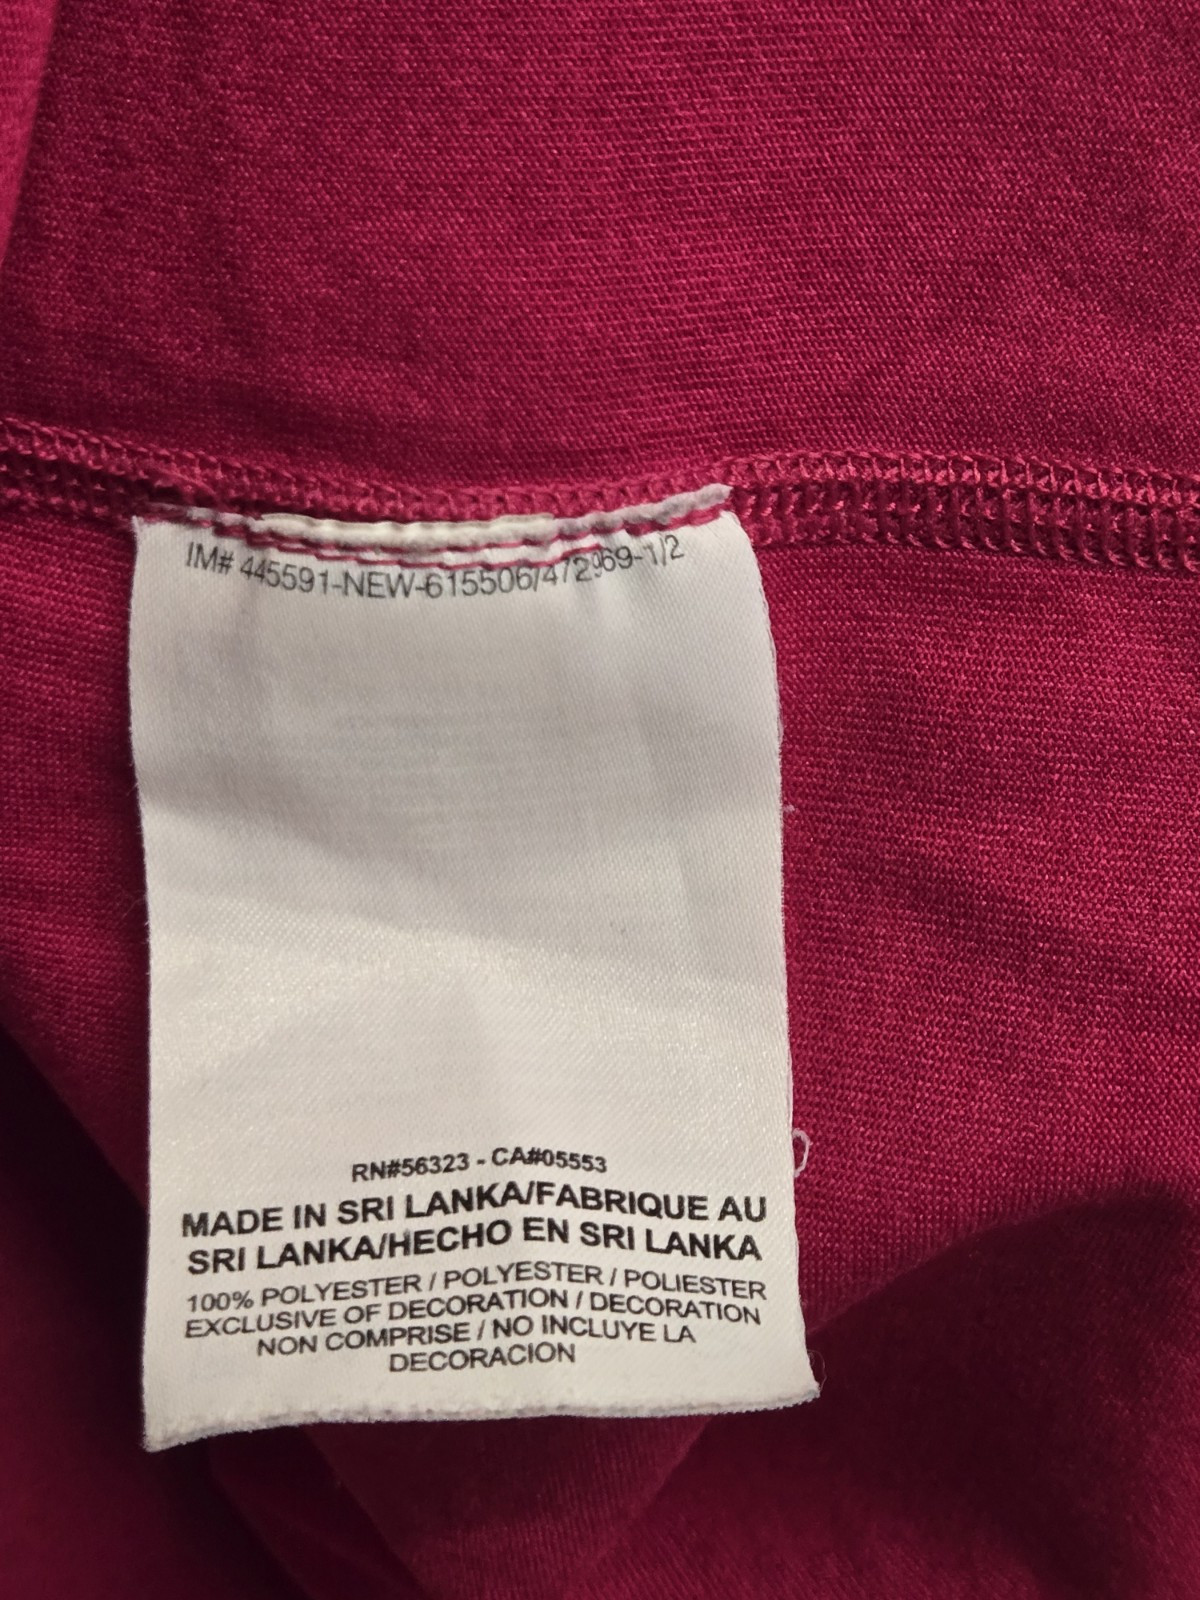 IM# 445591-NEW-615506/472969-1/2
RN#56323 - CA#05553
MADE IN SRI LANKA/FABRIQUE AU
SRI LANKA/HECHO EN SRI LANKA
100% POLYESTER / POLYESTER / POLIESTER
EXCLUSIVE OF DECORATION / DECORATION
NON COMPRISE / NO INCLUYE LA
DECORACION